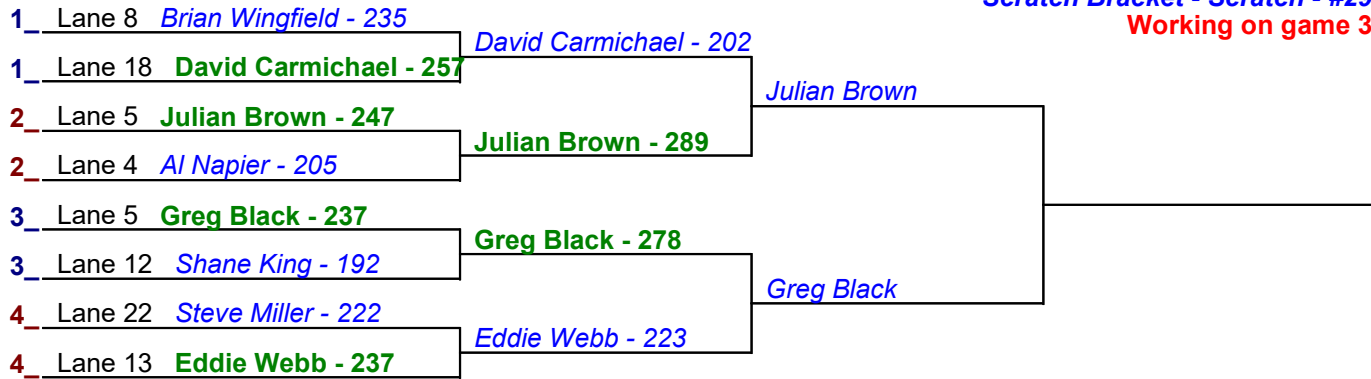 Scratch Bracket - Scratch - #29
Working on game 3
1_ Lane 8 Brian Wingfield - 235
David Carmichael - 202
1_ Lane 18 David Carmichael - 257
Julian Brown
2_ Lane 5 Julian Brown - 247
Julian Brown - 289
2_ Lane 4 Al Napier - 205
3_ Lane 5 Greg Black - 237
Greg Black - 278
3_ Lane 12 Shane King - 192
Greg Black
4_ Lane 22 Steve Miller - 222
Eddie Webb - 223
4_ Lane 13 Eddie Webb - 237